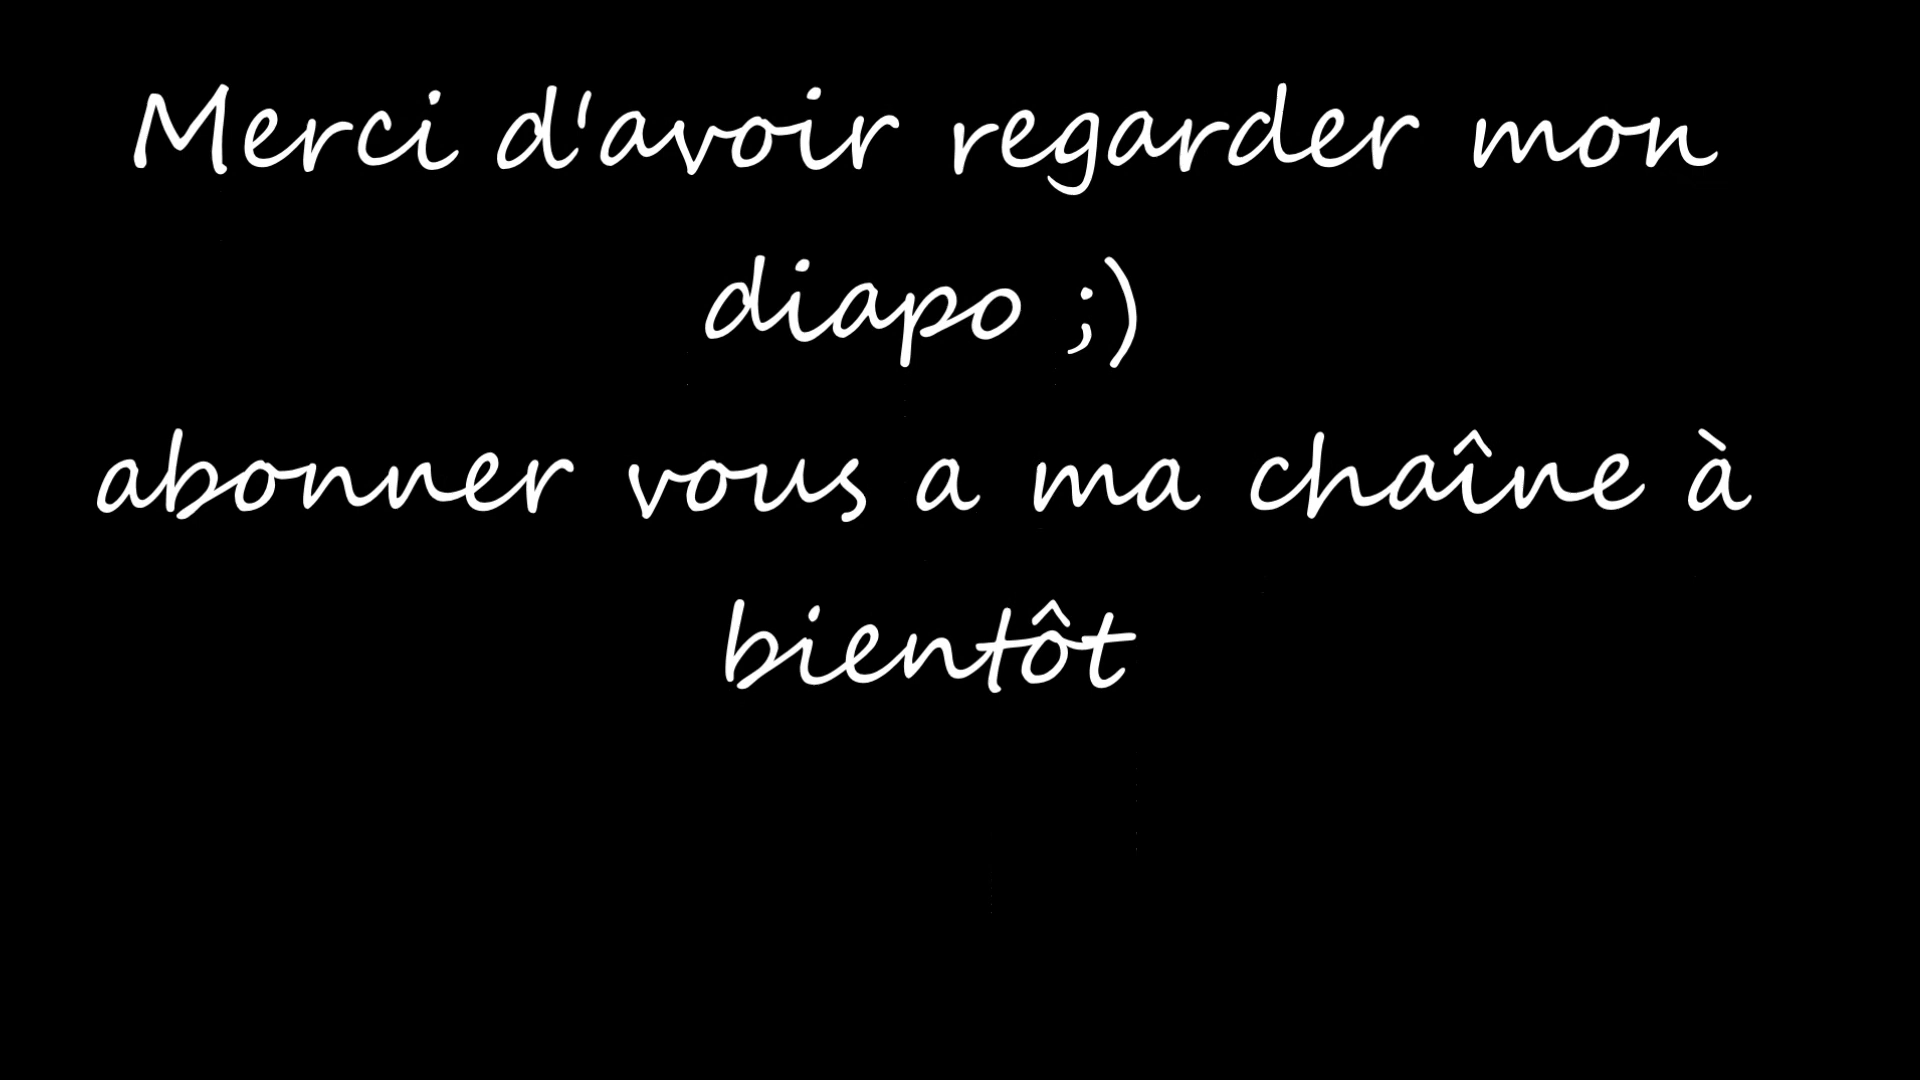 Merci d'avoir regarder mon
diapo ;)
abonner vous a ma chaîne à
bientôt